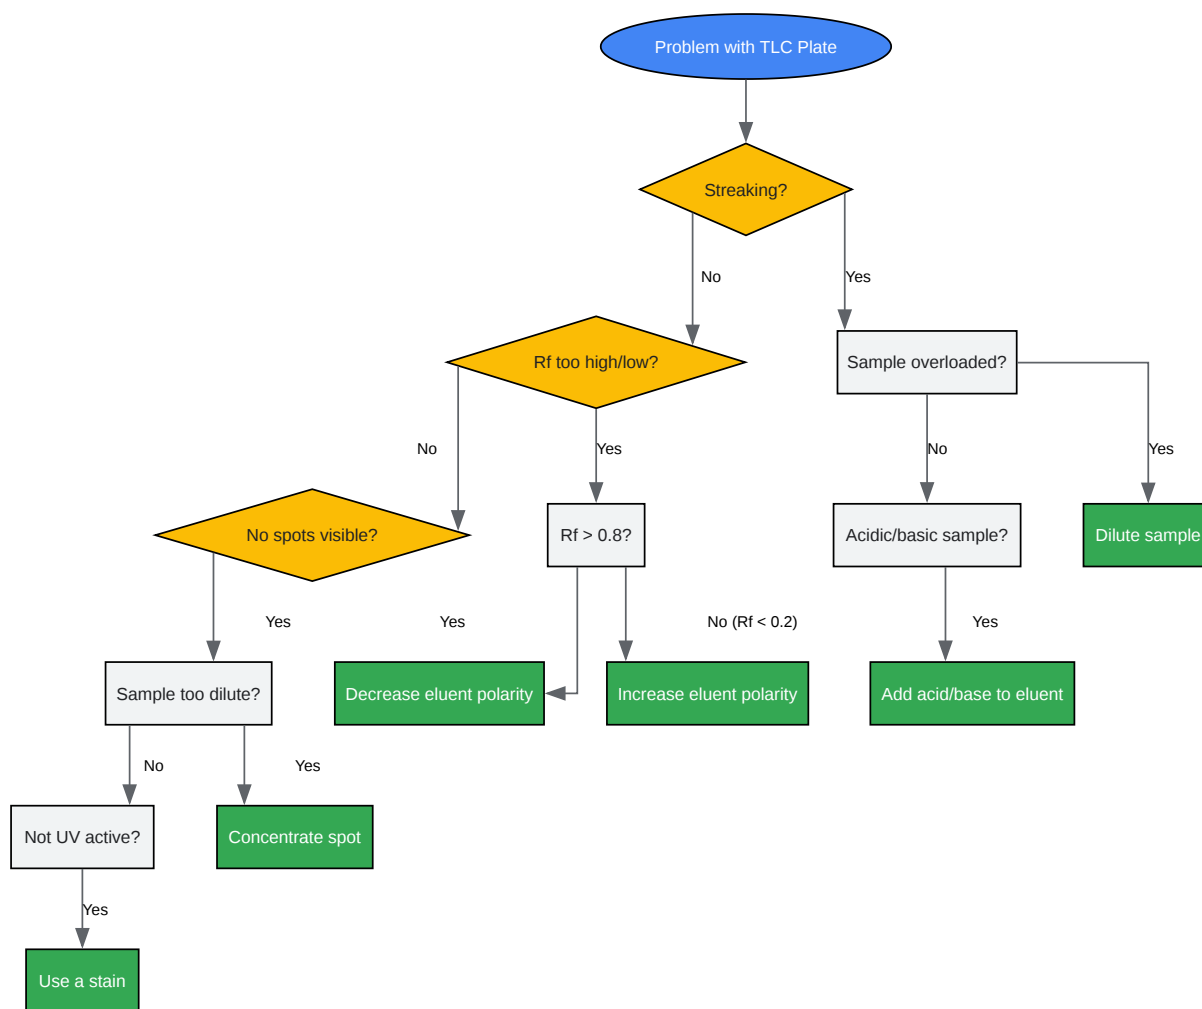 Problem with TLC Plate
Streaking?
No
Yes
Rf too high/low?
Sample overloaded?
No
Yes
No
Yes
No spots visible?
Rf > 0.8?
Acidic/basic sample?
Dilute sample
Yes
Yes
No (Rf < 0.2)
Yes
Sample too dilute?
Decrease eluent polarity
Increase eluent polarity
Add acid/base to eluent
No
Yes
Not UV active?
Concentrate spot
Yes
Use a stain